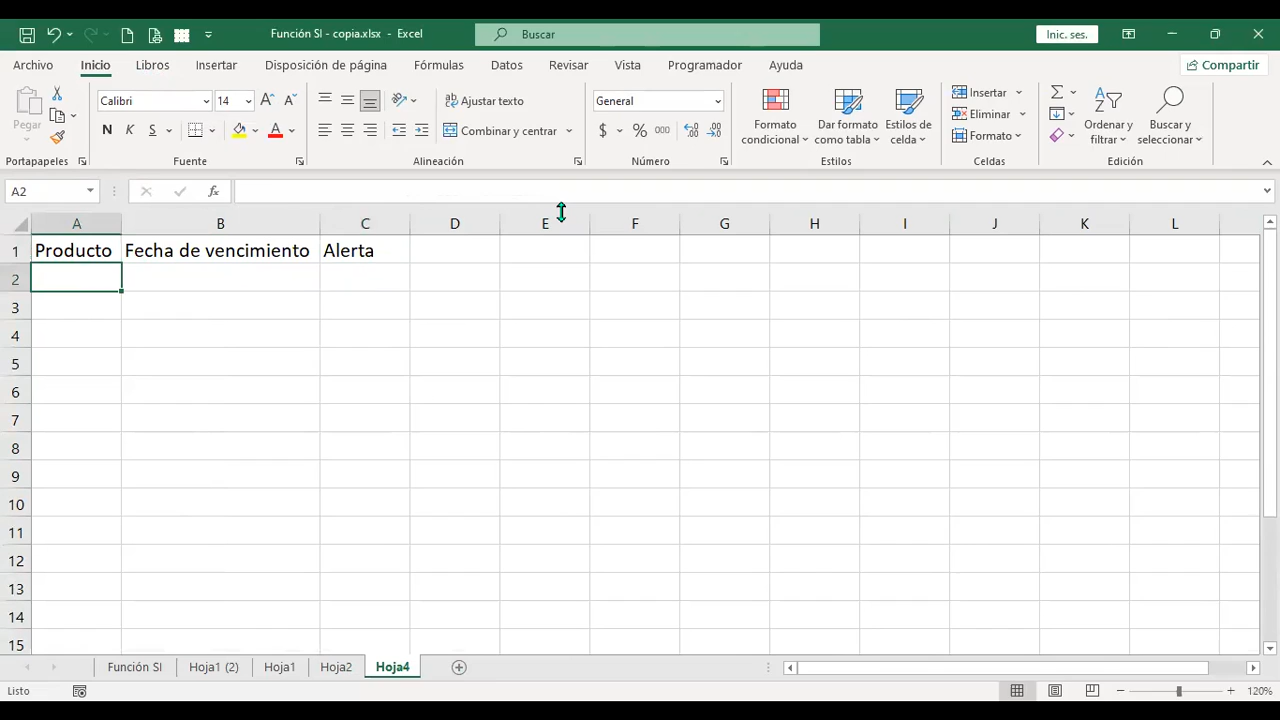 Función SI - copia.xlsx - Excel
Buscar
Inic. ses.
Archivo Inicio Libros Insertar Disposición de página Fórmulas Datos Revisar Vista Programador Ayuda Compartir
Pegar
Portapapeles
Calibri 14
N K S
Fuente
Ajustar texto
Combinar y centrar
Alineación
General
$ % 000
Número
Formato condicional
Dar formato como tabla
Estilos de celda
Estilos
Insertar
Eliminar
Formato
Celdas
Ordenar y filtrar
Buscar y seleccionar
Edición
A2
fx
A B C D E F G H I J K L
1 Producto Fecha de vencimiento Alerta
2
3
4
5
6
7
8
9
10
11
12
13
14
15
Función SI Hoja1 (2) Hoja1 Hoja2 Hoja4
Listo
120%